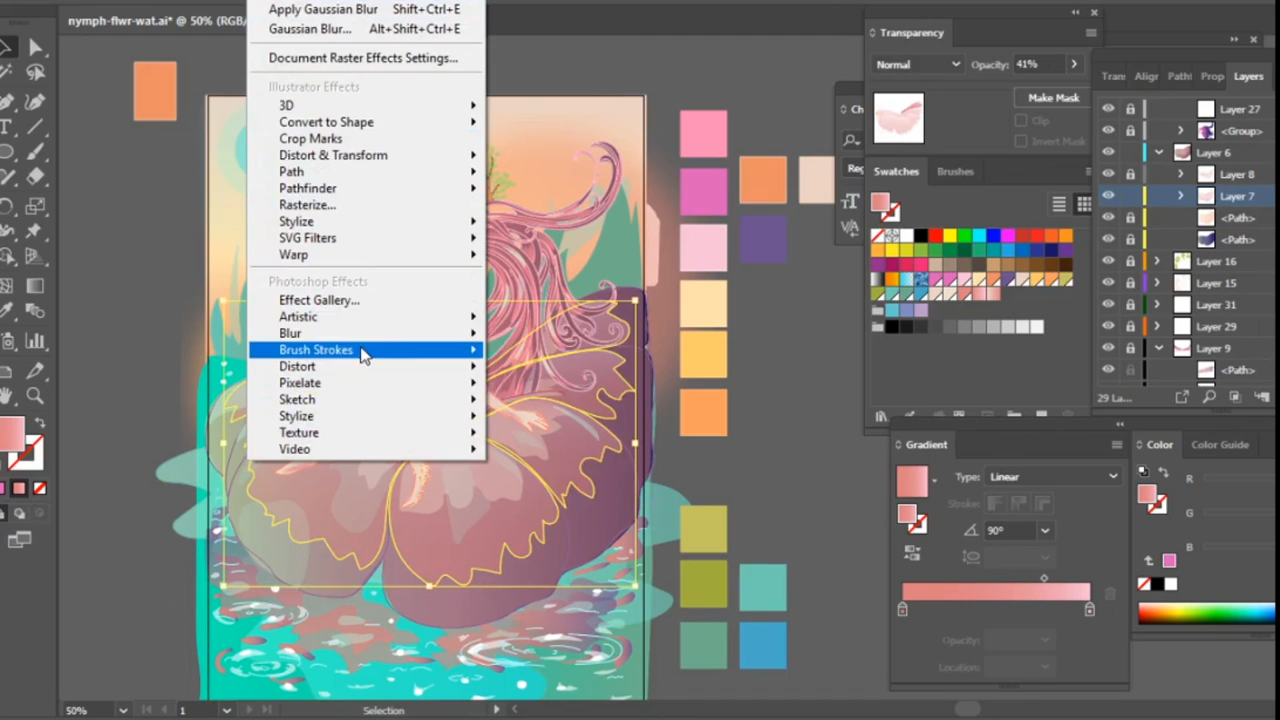 nymph-flwr-wat.ai* @ 50% (RGB/
Apply Gaussian Blur Shift+Ctrl+E
Gaussian Blur... Alt+Shift+Ctrl+E
Document Raster Effects Settings...
Illustrator Effects
3D
Convert to Shape
Crop Marks
Distort & Transform
Path
Pathfinder
Rasterize...
Stylize
SVG Filters
Warp
Photoshop Effects
Effect Gallery...
Artistic
Blur
Brush Strokes
Distort
Pixelate
Sketch
Stylize
Texture
Video
Transparency
Normal Opacity: 41%
Make Mask
Clip
Invert Mask
Ch
Reg
Swatches Brushes
Trans Align Pathf Prop Layers
Layer 27
<Group>
Layer 6
Layer 8
Layer 7
<Path>
<Path>
Layer 16
Layer 15
Layer 31
Layer 29
Layer 9
<Path>
29 La...
Gradient
Type: Linear
Stroke:
90°
Opacity:
Location:
Color Color Guide
R
G
B
50% 1 Selection